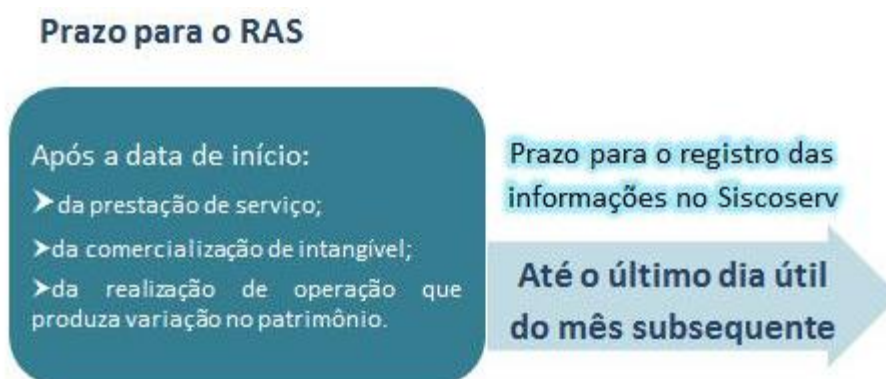 Prazo para o RAS
Após a data de início:
➤da prestação de serviço;
➤da comercialização de intangível;
➤da realização de operação que
produza variação no patrimônio.
Prazo para o registro das
informações no Siscoserv
Até o último dia útil
do mês subsequente